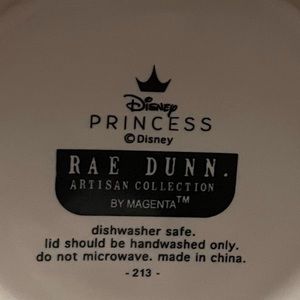 Disney
PRINCESS
©Disney
RAE DUNN.
ARTISAN COLLECTION
BY MAGENTA™
dishwasher safe.
lid should be handwashed only.
do not microwave. made in china.
- 213 -